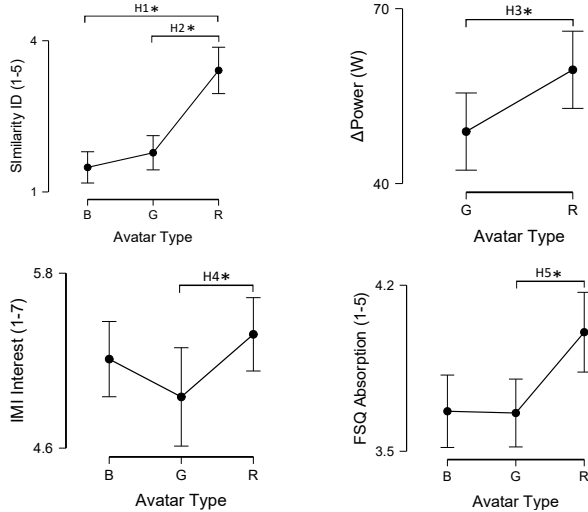 H1*
H2*
4
1
SImilarity ID (1-5)
B G R
Avatar Type
H3*
70
40
ΔPower (W)
G R
Avatar Type
H4*
5.8
4.6
IMI Interest (1-7)
B G R
Avatar Type
H5*
4.2
3.5
FSQ Absorption (1-5)
B G R
Avatar Type